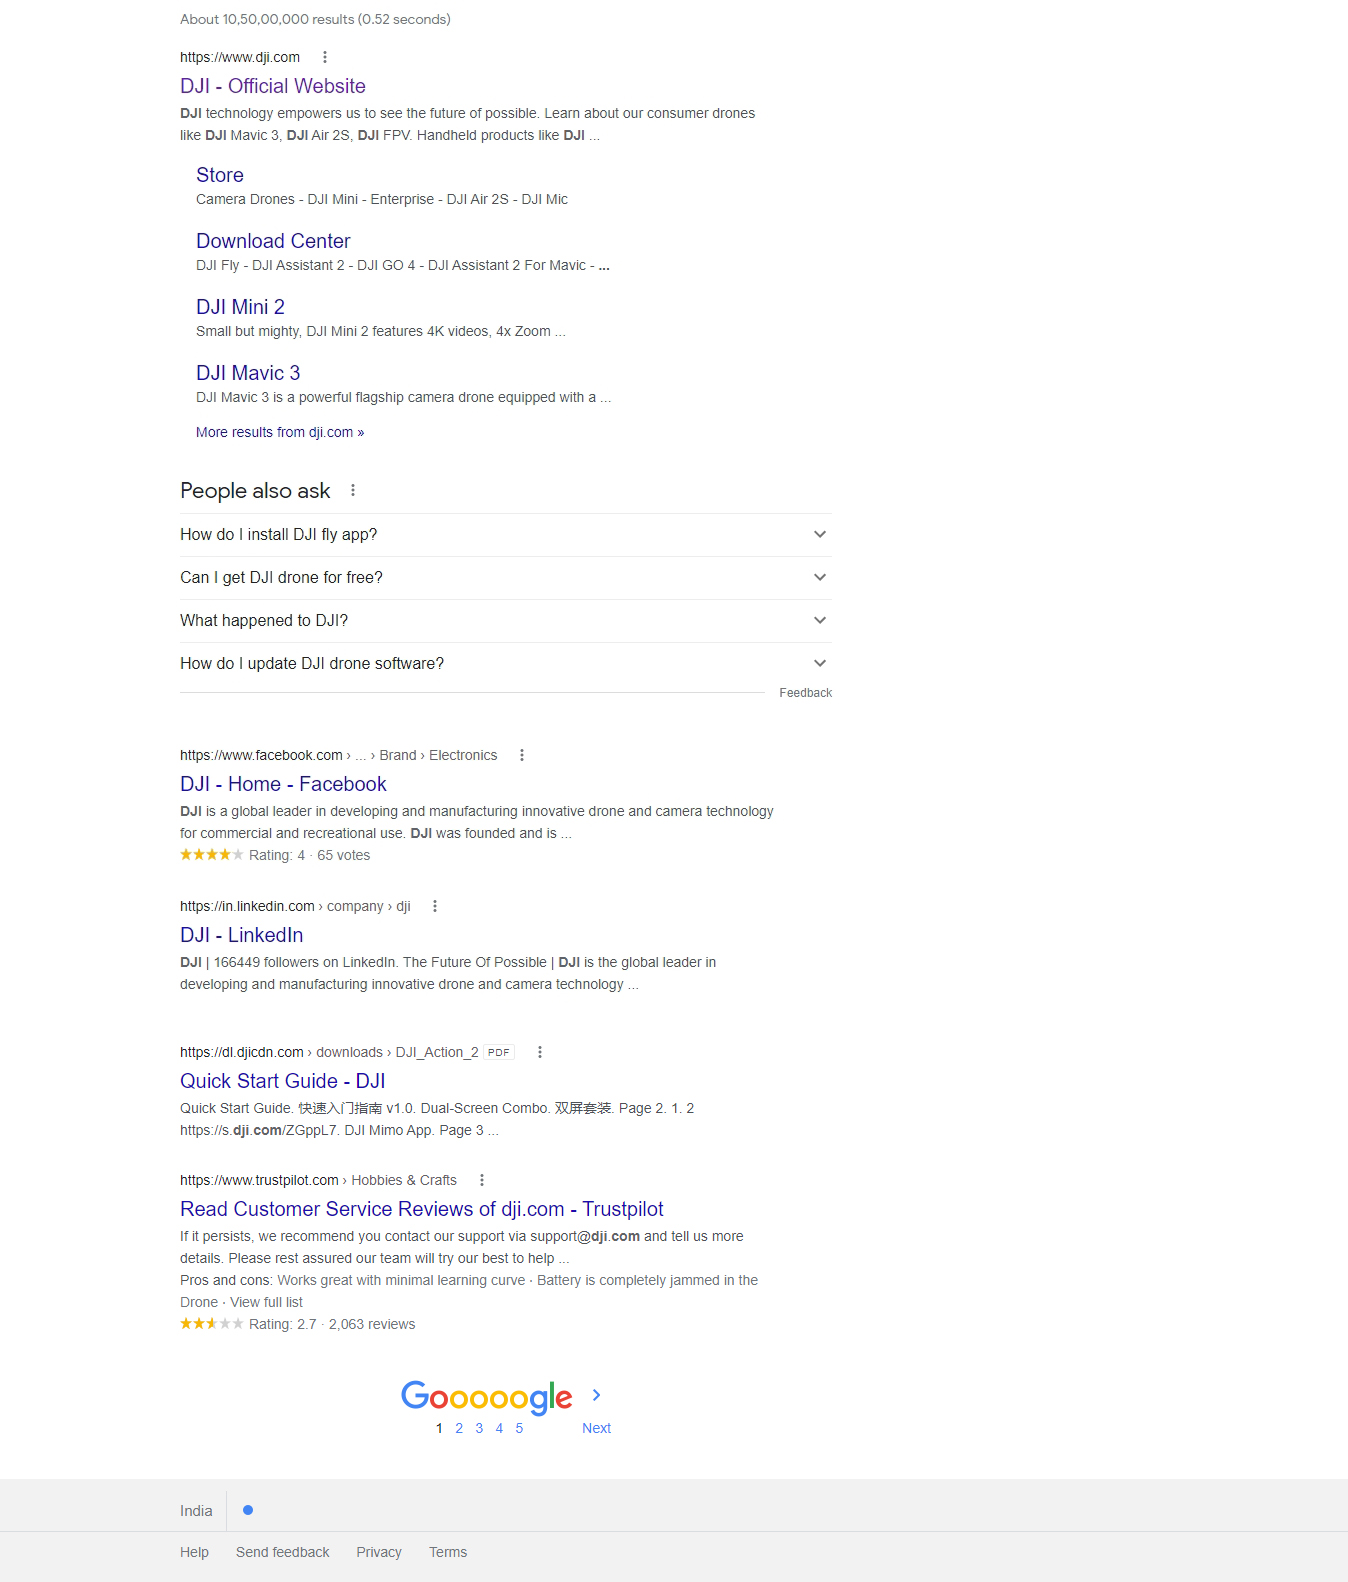 About 10,50,00,000 results (0.52 seconds)
https://www.dji.com
DJI - Official Website
DJI technology empowers us to see the future of possible. Learn about our consumer drones
like DJI Mavic 3, DJI Air 2S, DJI FPV. Handheld products like DJI ...
Store
Camera Drones - DJI Mini - Enterprise - DJI Air 2S - DJI Mic
Download Center
DJI Fly - DJI Assistant 2 - DJI GO 4 - DJI Assistant 2 For Mavic - ...
DJI Mini 2
Small but mighty, DJI Mini 2 features 4K videos, 4x Zoom ...
DJI Mavic 3
DJI Mavic 3 is a powerful flagship camera drone equipped with a ...
More results from dji.com »
People also ask
How do I install DJI fly app?
Can I get DJI drone for free?
What happened to DJI?
How do I update DJI drone software?
Feedback
https://www.facebook.com › ... › Brand › Electronics
DJI - Home - Facebook
DJI is a global leader in developing and manufacturing innovative drone and camera technology
for commercial and recreational use. DJI was founded and is ...
Rating: 4 · 65 votes
https://in.linkedin.com › company › dji
DJI - LinkedIn
DJI | 166449 followers on LinkedIn. The Future Of Possible | DJI is the global leader in
developing and manufacturing innovative drone and camera technology ...
https://dl.djicdn.com › downloads › DJI_Action_2 PDF
Quick Start Guide - DJI
Quick Start Guide. 快速入门指南 v1.0. Dual-Screen Combo. 双屏套装. Page 2. 1. 2
https://s.dji.com/ZGppL7. DJI Mimo App. Page 3 ...
https://www.trustpilot.com › Hobbies & Crafts
Read Customer Service Reviews of dji.com - Trustpilot
If it persists, we recommend you contact our support via support@dji.com and tell us more
details. Please rest assured our team will try our best to help ...
Pros and cons: Works great with minimal learning curve · Battery is completely jammed in the
Drone · View full list
Rating: 2.7 · 2,063 reviews
Gooooogle
1 2 3 4 5 Next
India
Help Send feedback Privacy Terms